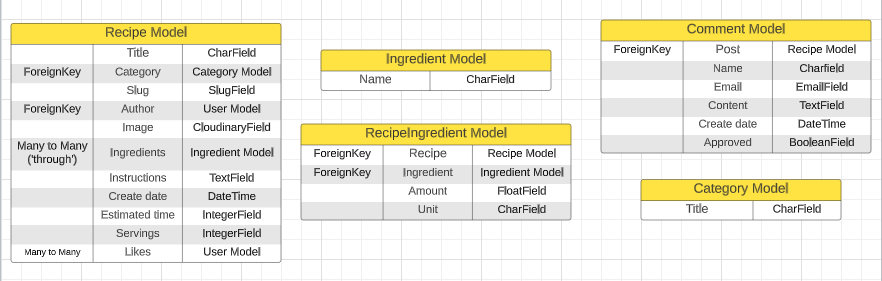 Recipe Model
Title CharField
ForeignKey Category Category Model
Slug SlugField
ForeignKey Author User Model
Image CloudinaryField
Many to Many ('through') Ingredients Ingredient Model
Instructions TextField
Create date DateTime
Estimated time IntegerField
Servings IntegerField
Many to Many Likes User Model
Ingredient Model
Name CharField
RecipeIngredient Model
ForeignKey Recipe Recipe Model
ForeignKey Ingredient Ingredient Model
Amount FloatField
Unit CharField
Comment Model
ForeignKey Post Recipe Model
Name Charfield
Email EmailField
Content TextField
Create date DateTime
Approved BooleanField
Category Model
Title CharField